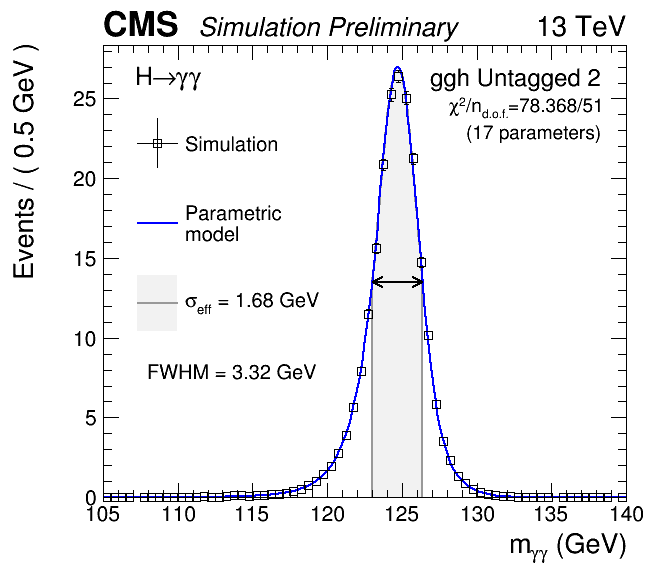 CMS Simulation Preliminary 13 TeV
H→γγ
ggh Untagged 2
χ²/n_d.o.f.=78.368/51
(17 parameters)
Simulation
Parametric
model
σ_eff = 1.68 GeV
FWHM = 3.32 GeV
Events / ( 0.5 GeV )
25
20
15
10
5
0
105 110 115 120 125 130 135 140
m_γγ (GeV)